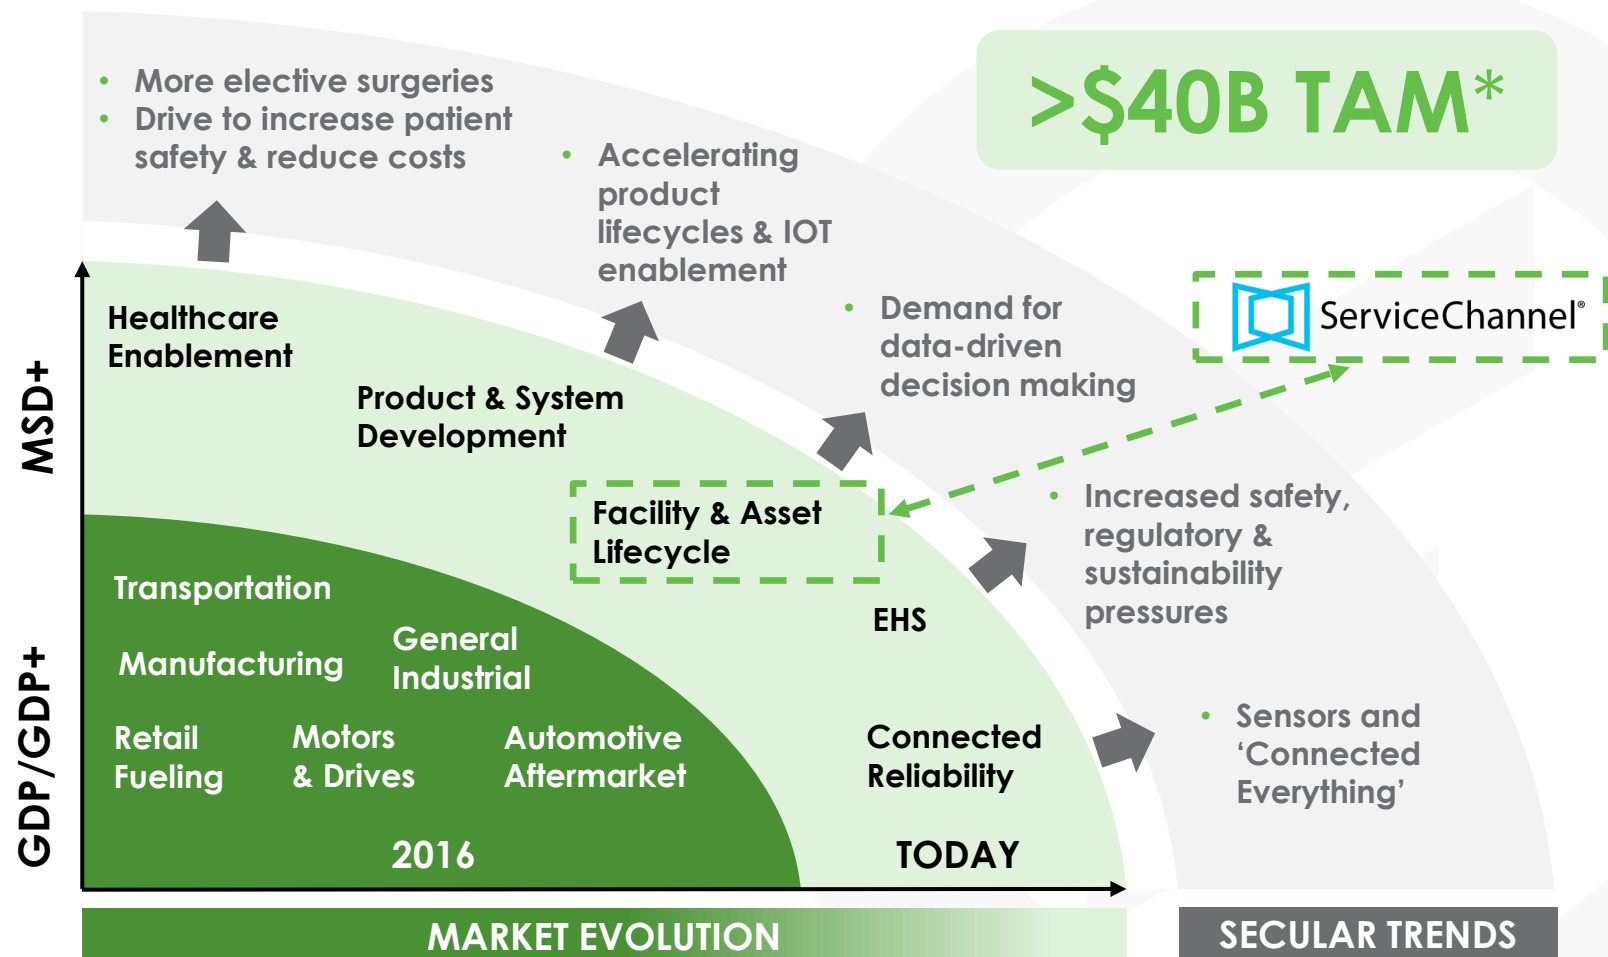 >$40B TAM*
• More elective surgeries
• Drive to increase patient
safety & reduce costs
• Accelerating
product
lifecycles & IOT
enablement
• Demand for
data-driven
decision making
ServiceChannel®
• Increased safety,
regulatory &
sustainability
pressures
• Sensors and
‘Connected
Everything’
MSD+
GDP/GDP+
Healthcare
Enablement
Product & System
Development
Facility & Asset
Lifecycle
EHS
Connected
Reliability
TODAY
Transportation
Manufacturing
General
Industrial
Retail
Fueling
Motors
& Drives
Automotive
Aftermarket
2016
MARKET EVOLUTION
SECULAR TRENDS